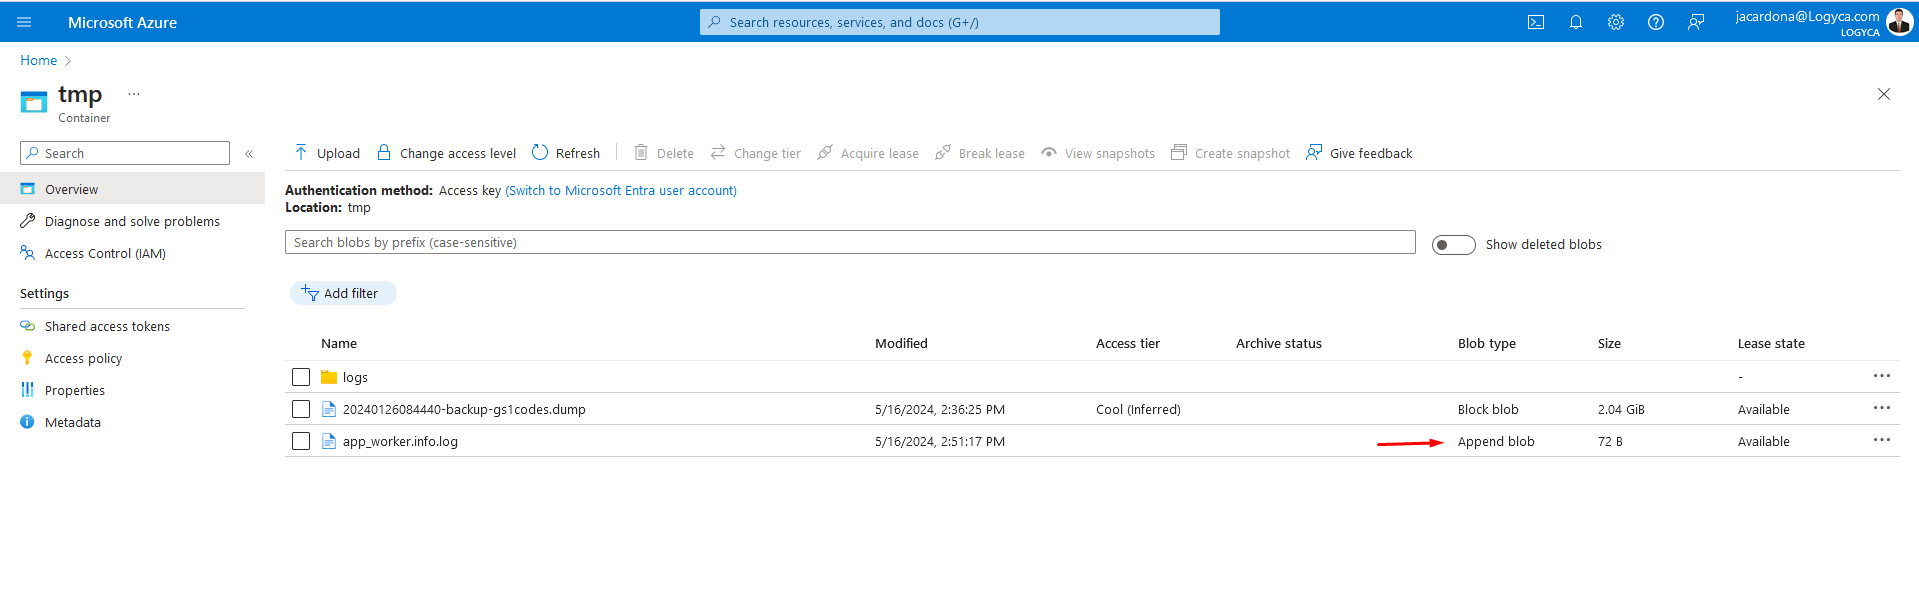 Microsoft Azure
Search resources, services, and docs (G+/)
jacardona@Logyca.com
LOGYCA
Home
tmp
Container
Search
Upload
Change access level
Refresh
Delete
Change tier
Acquire lease
Break lease
View snapshots
Create snapshot
Give feedback
Overview
Diagnose and solve problems
Access Control (IAM)
Settings
Shared access tokens
Access policy
Properties
Metadata
Authentication method: Access key (Switch to Microsoft Entra user account)
Location: tmp
Search blobs by prefix (case-sensitive)
Show deleted blobs
Add filter
Name Modified Access tier Archive status Blob type Size Lease state
logs -
20240126084440-backup-gs1codes.dump 5/16/2024, 2:36:25 PM Cool (Inferred) Block blob 2.04 GiB Available
app_worker.info.log 5/16/2024, 2:51:17 PM Append blob 72 B Available